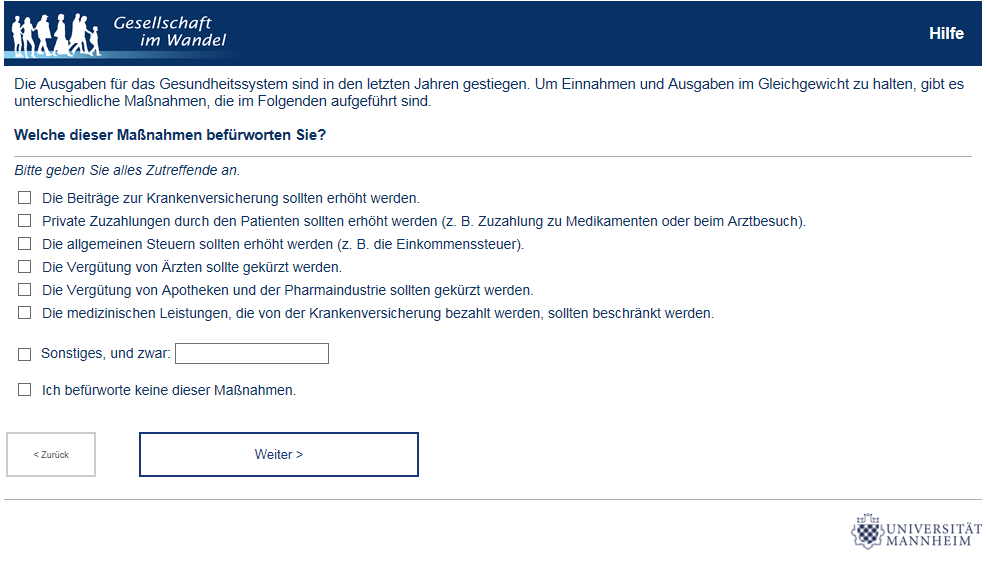 Gesellschaft
im Wandel
Hilfe
Die Ausgaben für das Gesundheitssystem sind in den letzten Jahren gestiegen. Um Einnahmen und Ausgaben im Gleichgewicht zu halten, gibt es
unterschiedliche Maßnahmen, die im Folgenden aufgeführt sind.
Welche dieser Maßnahmen befürworten Sie?
Bitte geben Sie alles Zutreffende an.
Die Beiträge zur Krankenversicherung sollten erhöht werden.
Private Zuzahlungen durch den Patienten sollten erhöht werden (z. B. Zuzahlung zu Medikamenten oder beim Arztbesuch).
Die allgemeinen Steuern sollten erhöht werden (z. B. die Einkommenssteuer).
Die Vergütung von Ärzten sollte gekürzt werden.
Die Vergütung von Apotheken und der Pharmaindustrie sollten gekürzt werden.
Die medizinischen Leistungen, die von der Krankenversicherung bezahlt werden, sollten beschränkt werden.
Sonstiges, und zwar:
Ich befürworte keine dieser Maßnahmen.
< Zurück
Weiter >
UNIVERSITÄT
MANNHEIM